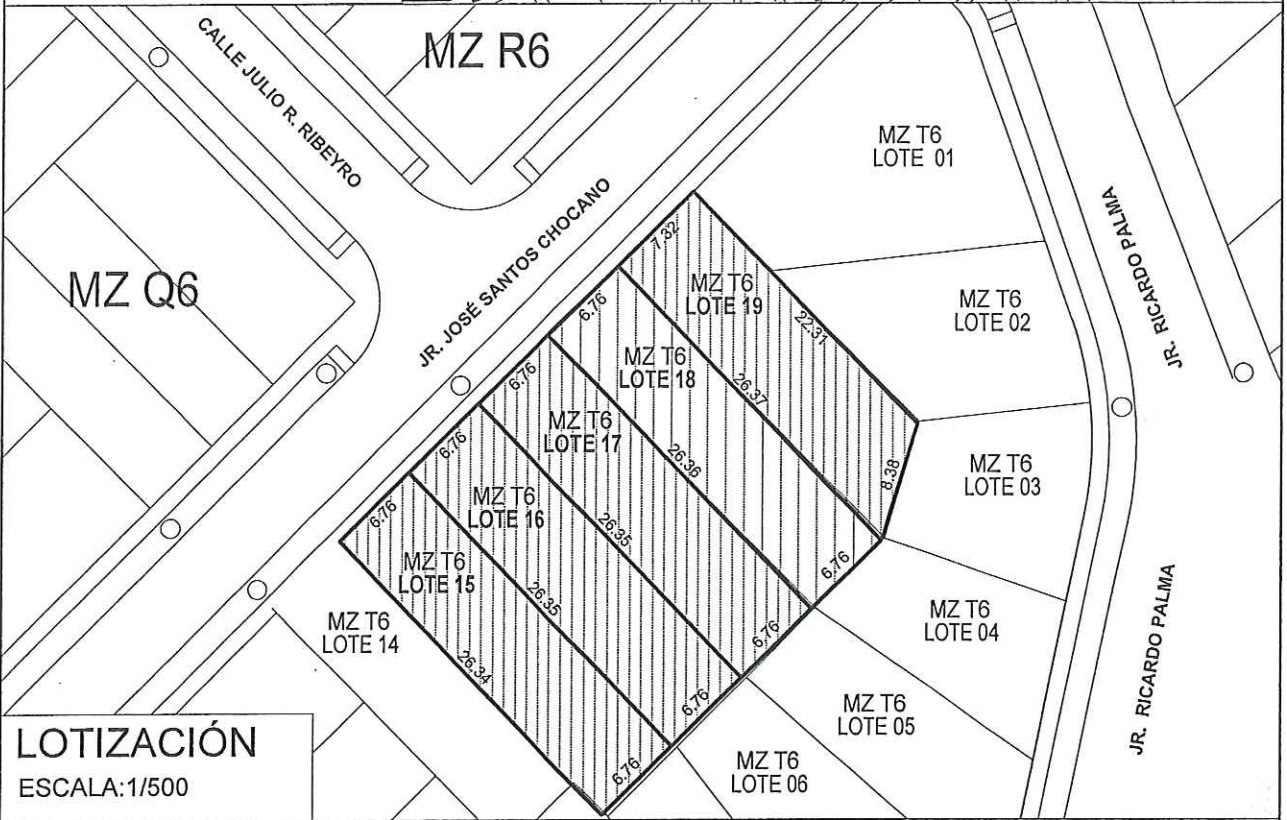 CALLE JULIO R. RIBEYRO
MZ R6
MZ Q6
JR. JOSÉ SANTOS CHOCANO
MZ T6
LOTE 01
MZ T6
LOTE 02
MZ T6
LOTE 03
MZ T6
LOTE 04
MZ T6
LOTE 05
MZ T6
LOTE 06
JR. RICARDO PALMA
JR. RICARDO PALMA
7.32
MZ T6
LOTE 19
22.31
8.38
26.37
6.76
MZ T6
LOTE 18
6.76
26.36
6.76
MZ T6
LOTE 17
6.76
26.35
6.76
MZ T6
LOTE 16
6.76
26.35
6.76
MZ T6
LOTE 15
6.76
26.34
MZ T6
LOTE 14
LOTIZACIÓN
ESCALA:1/500